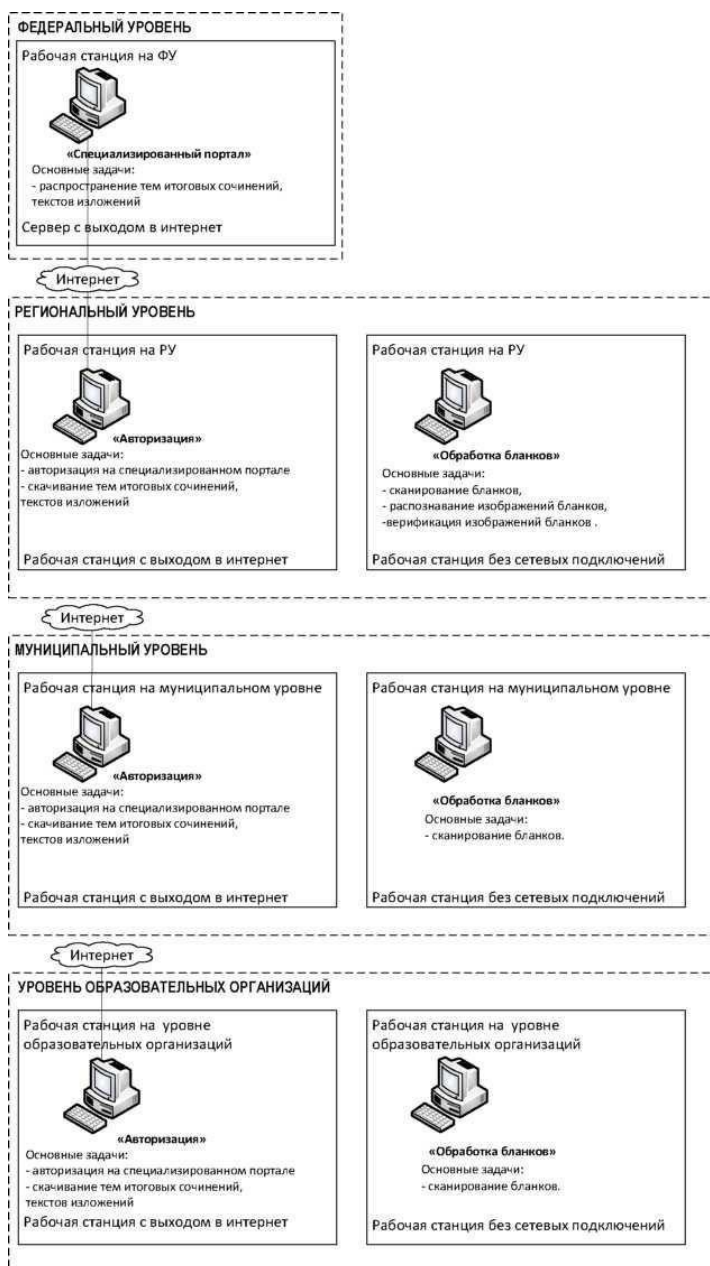 ФЕДЕРАЛЬНЫЙ УРОВЕНЬ
Рабочая станция на ФУ
«Специализированный портал»
Основные задачи:
- распространение тем итоговых сочинений,
текстов изложений
Сервер с выходом в интернет
Интернет
РЕГИОНАЛЬНЫЙ УРОВЕНЬ
Рабочая станция на РУ
«Авторизация»
Основные задачи:
- авторизация на специализированном портале
- скачивание тем итоговых сочинений,
текстов изложений
Рабочая станция с выходом в интернет
Рабочая станция на РУ
«Обработка бланков»
Основные задачи:
- сканирование бланков,
- распознавание изображений бланков,
-верификация изображений бланков .
Рабочая станция без сетевых подключений
Интернет
МУНИЦИПАЛЬНЫЙ УРОВЕНЬ
Рабочая станция на муниципальном уровне
«Авторизация»
Основные задачи:
- авторизация на специализированном портале
- скачивание тем итоговых сочинений,
текстов изложений
Рабочая станция с выходом в интернет
Рабочая станция на муниципальном уровне
«Обработка бланков»
Основные задачи:
- сканирование бланков.
Рабочая станция без сетевых подключений
Интернет
УРОВЕНЬ ОБРАЗОВАТЕЛЬНЫХ ОРГАНИЗАЦИЙ
Рабочая станция на уровне
образовательных организаций
«Авторизация»
Основные задачи:
- авторизация на специализированном портале
- скачивание тем итоговых сочинений,
текстов изложений
Рабочая станция с выходом в интернет
Рабочая станция на уровне
образовательных организаций
«Обработка бланков»
Основные задачи:
- сканирование бланков.
Рабочая станция без сетевых подключений